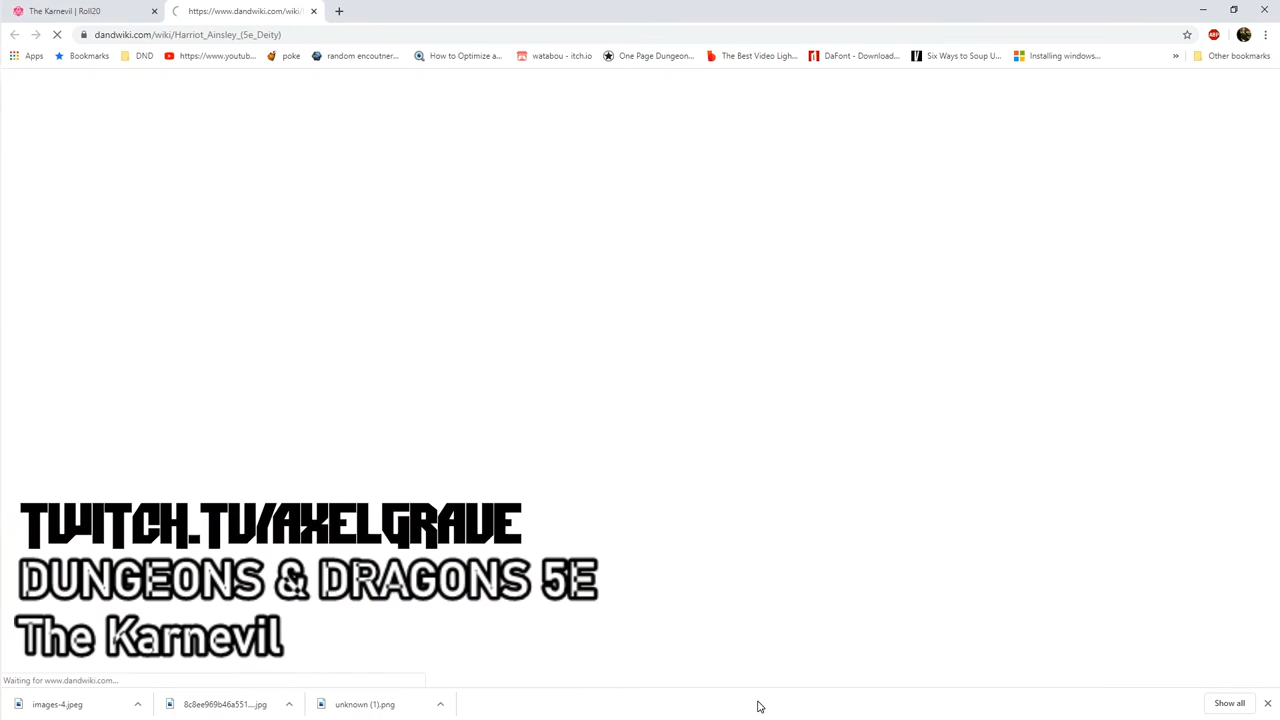 The Karnevil | Roll20
https://www.dandwiki.com/wiki/
dandwiki.com/wiki/Harriot_Ainsley_(5e_Deity)
Apps Bookmarks DND https://www.youtub... poke random encoutner... How to Optimize a... watabou - itch.io One Page Dungeon... The Best Video Ligh... DaFont - Download... Six Ways to Soup U... Installing windows... » Other bookmarks
TWITCH.TV/AXELGRAVE
DUNGEONS & DRAGONS 5E
The Karnevil
Waiting for www.dandwiki.com...
images-4.jpeg 8c8ee969b46a551....jpg unknown (1).png Show all